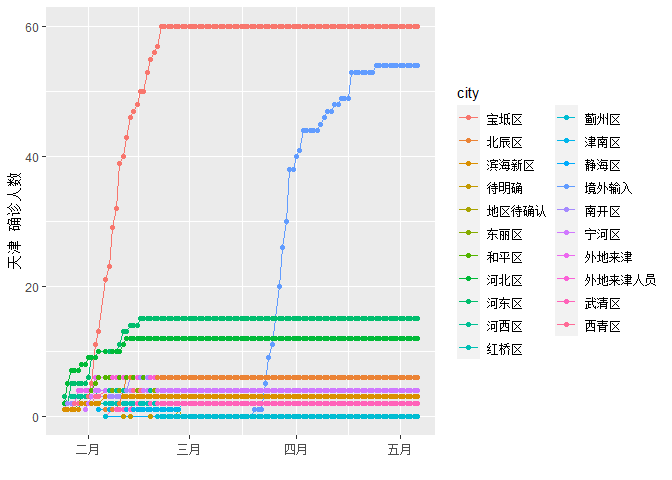 天津 确诊人数
60
40
20
0
二月
三月
四月
五月
city
宝坻区
北辰区
滨海新区
待明确
地区待确认
东丽区
和平区
河北区
河东区
河西区
红桥区
蓟州区
津南区
静海区
境外输入
南开区
宁河区
外地来津
外地来津人员
武清区
西青区